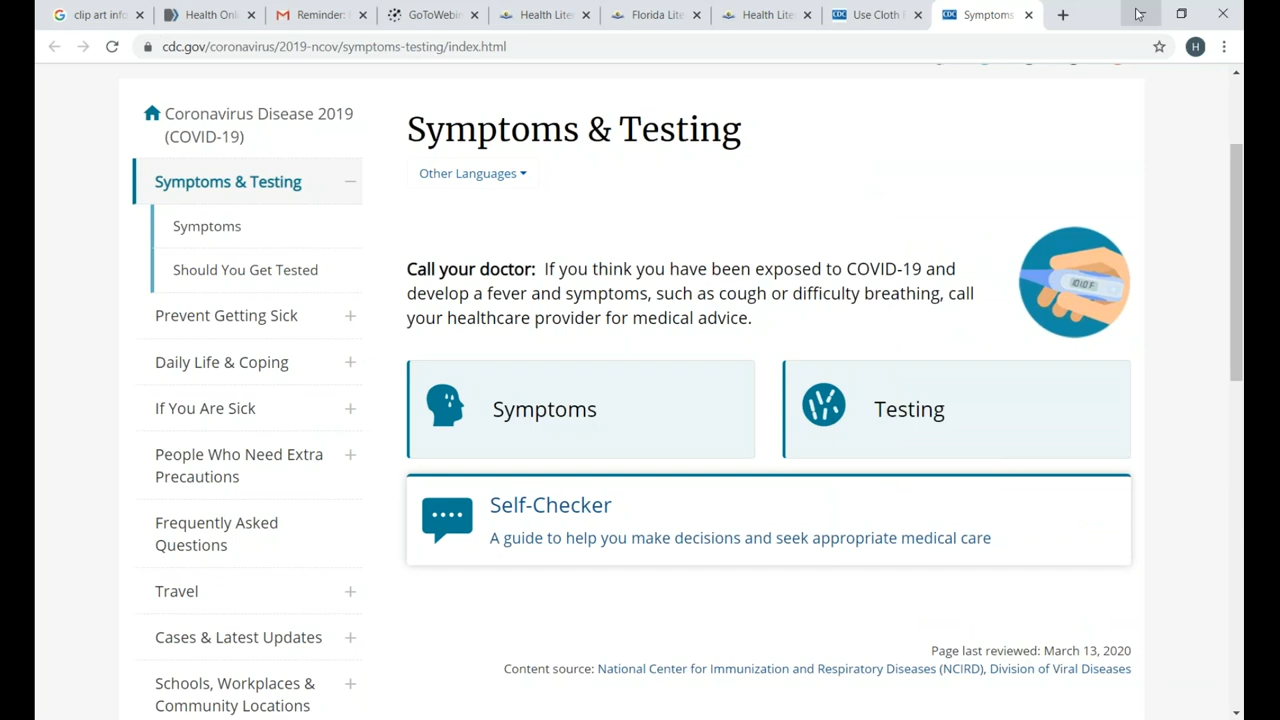 clip art info
Health Onli
Reminder:
GoToWebin
Health Lite
Florida Lite
Health Lite
CDC
Use Cloth
CDC
Symptoms
cdc.gov/coronavirus/2019-ncov/symptoms-testing/index.html
H
Coronavirus Disease 2019
(COVID-19)
Symptoms & Testing
Symptoms
Should You Get Tested
Prevent Getting Sick
Daily Life & Coping
If You Are Sick
People Who Need Extra
Precautions
Frequently Asked
Questions
Travel
Cases & Latest Updates
Schools, Workplaces &
Community Locations
Symptoms & Testing
Other Languages
Call your doctor: If you think you have been exposed to COVID-19 and
develop a fever and symptoms, such as cough or difficulty breathing, call
your healthcare provider for medical advice.
Symptoms
Testing
Self-Checker
A guide to help you make decisions and seek appropriate medical care
Page last reviewed: March 13, 2020
Content source: National Center for Immunization and Respiratory Diseases (NCIRD), Division of Viral Diseases